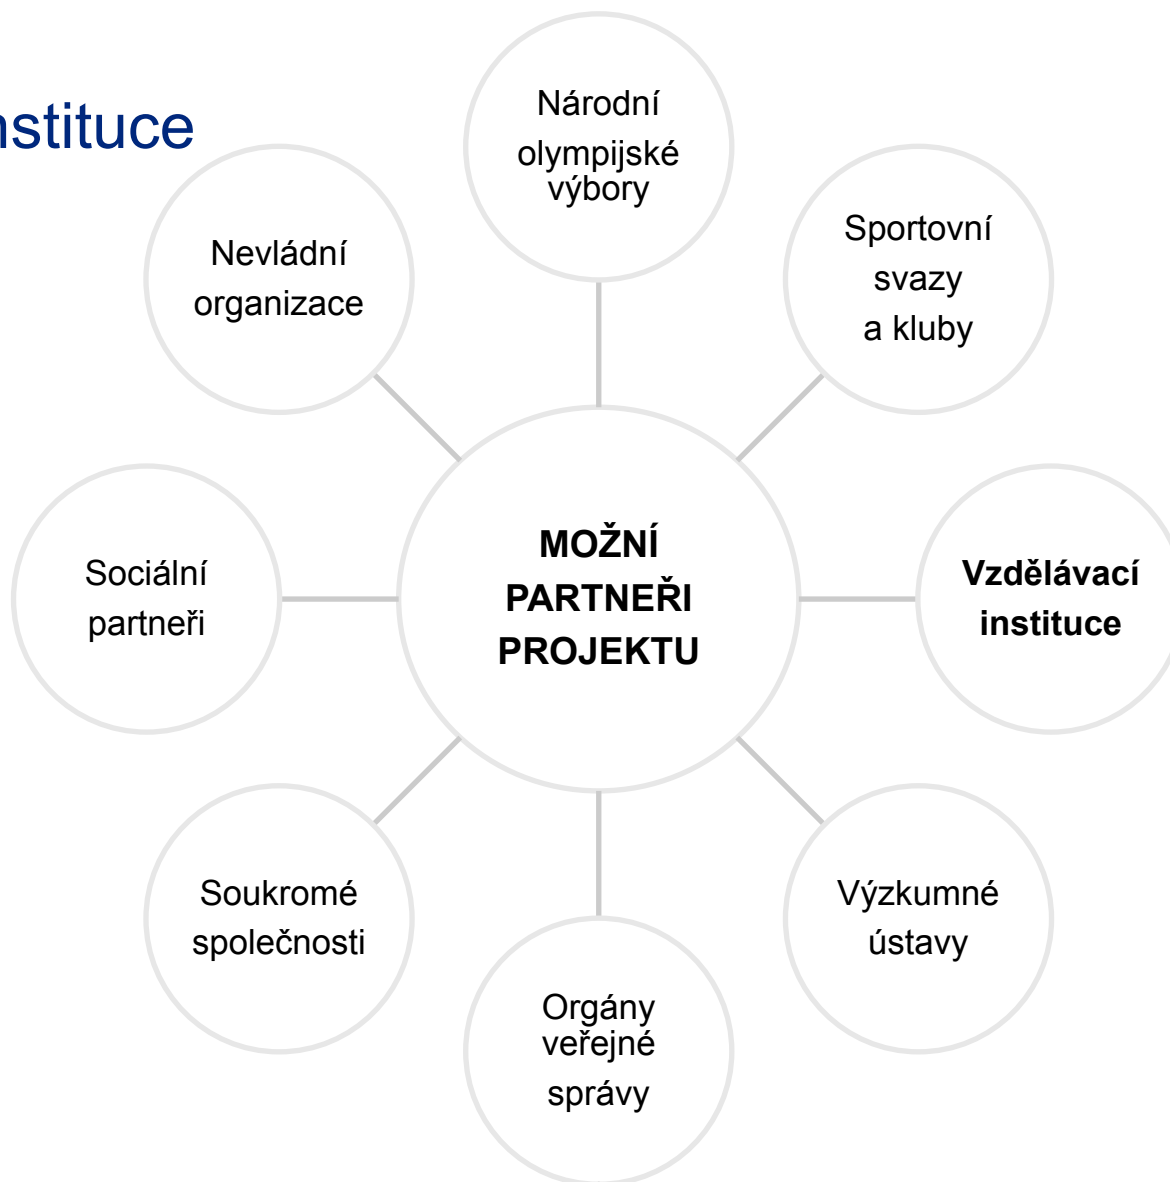 nstituce
Národní
olympijské
výbory
Sportovní
svazy
a kluby
Vzdělávací
instituce
Výzkumné
ústavy
Orgány
veřejné
správy
Soukromé
společnosti
Sociální
partneři
Nevládní
organizace
MOŽNÍ
PARTNEŘI
PROJEKTU